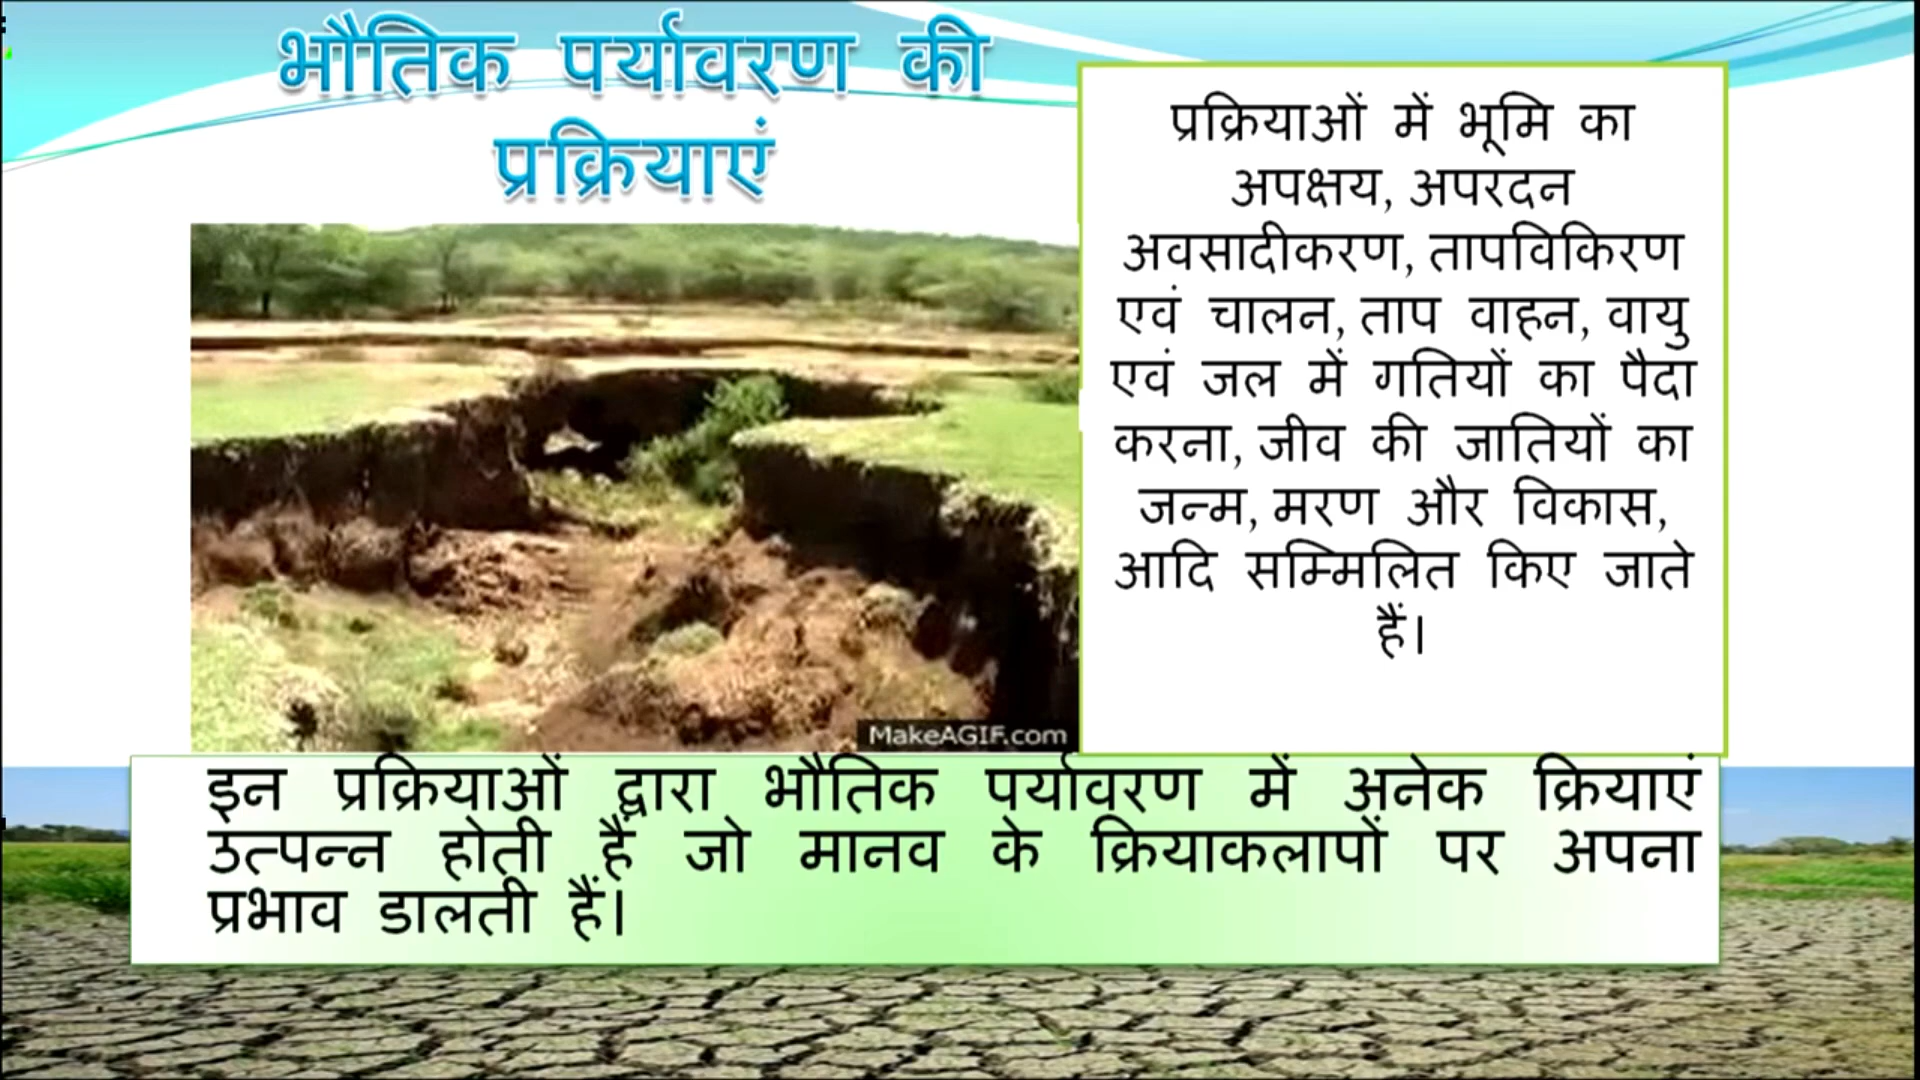 भौतिक पर्यावरण की
प्रक्रियाएं
प्रक्रियाओं में भूमि का
अपक्षय, अपरदन
अवसादीकरण, तापविकिरण
एवं चालन, ताप वाहन, वायु
एवं जल में गतियों का पैदा
करना, जीव की जातियों का
जन्म, मरण और विकास,
आदि सम्मिलित किए जाते
हैं।
MakeAGIF.com
इन प्रक्रियाओं द्वारा भौतिक पर्यावरण में अनेक क्रियाएं
उत्पन्न होती हैं जो मानव के क्रियाकलापों पर अपना
प्रभाव डालती हैं।